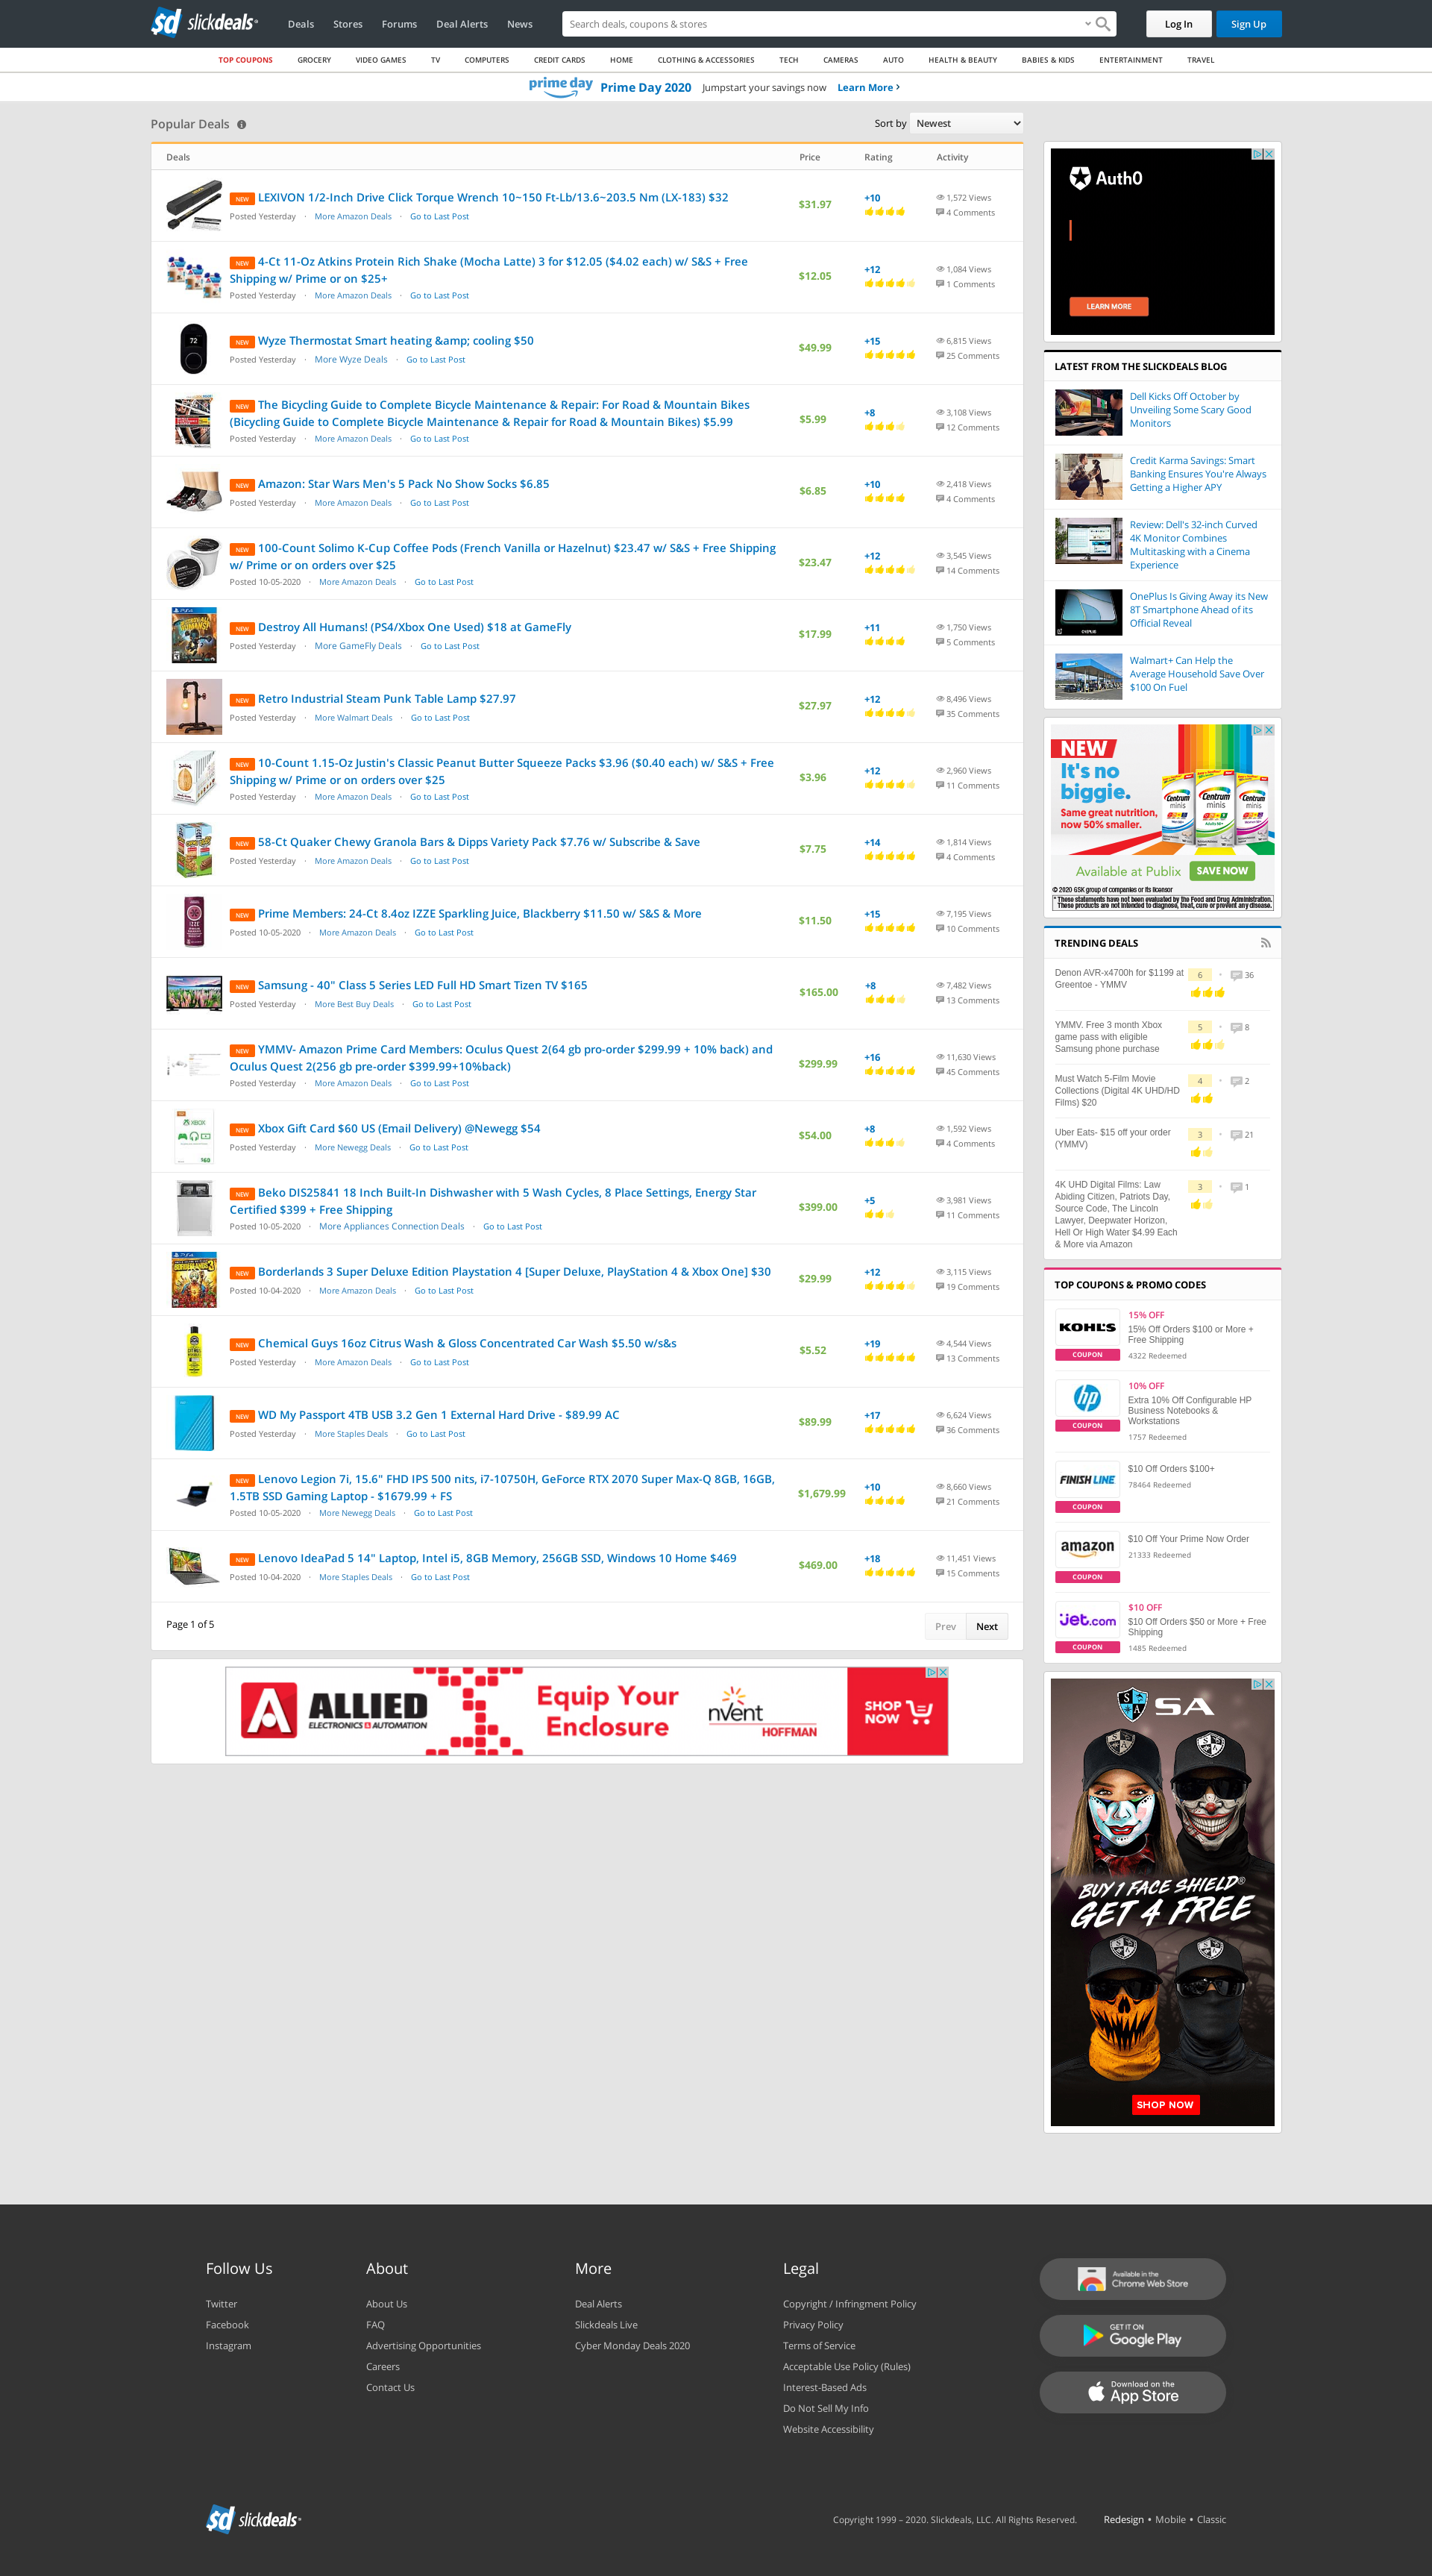 sd slickdeals
Deals Stores Forums Deal Alerts News
Search deals, coupons & stores
Log In Sign Up
TOP COUPONS GROCERY VIDEO GAMES TV COMPUTERS CREDIT CARDS HOME CLOTHING & ACCESSORIES TECH CAMERAS AUTO HEALTH & BEAUTY BABIES & KIDS ENTERTAINMENT TRAVEL
prime day Prime Day 2020 Jumpstart your savings now Learn More
Popular Deals
Sort by Newest
Deals Price Rating Activity
NEW LEXIVON 1/2-Inch Drive Click Torque Wrench 10~150 Ft-Lb/13.6~203.5 Nm (LX-183) $32
Posted Yesterday · More Amazon Deals · Go to Last Post
$31.97
+10
1,572 Views
4 Comments
NEW 4-Ct 11-Oz Atkins Protein Rich Shake (Mocha Latte) 3 for $12.05 ($4.02 each) w/ S&S + Free
Shipping w/ Prime or on $25+
Posted Yesterday · More Amazon Deals · Go to Last Post
$12.05
+12
1,084 Views
1 Comments
NEW Wyze Thermostat Smart heating &amp; cooling $50
Posted Yesterday · More Wyze Deals · Go to Last Post
$49.99
+15
6,815 Views
25 Comments
NEW The Bicycling Guide to Complete Bicycle Maintenance & Repair: For Road & Mountain Bikes
(Bicycling Guide to Complete Bicycle Maintenance & Repair for Road & Mountain Bikes) $5.99
Posted Yesterday · More Amazon Deals · Go to Last Post
$5.99
+8
3,108 Views
12 Comments
NEW Amazon: Star Wars Men's 5 Pack No Show Socks $6.85
Posted Yesterday · More Amazon Deals · Go to Last Post
$6.85
+10
2,418 Views
4 Comments
NEW 100-Count Solimo K-Cup Coffee Pods (French Vanilla or Hazelnut) $23.47 w/ S&S + Free Shipping
w/ Prime or on orders over $25
Posted 10-05-2020 · More Amazon Deals · Go to Last Post
$23.47
+12
3,545 Views
14 Comments
NEW Destroy All Humans! (PS4/Xbox One Used) $18 at GameFly
Posted Yesterday · More GameFly Deals · Go to Last Post
$17.99
+11
1,750 Views
5 Comments
NEW Retro Industrial Steam Punk Table Lamp $27.97
Posted Yesterday · More Walmart Deals · Go to Last Post
$27.97
+12
8,496 Views
35 Comments
NEW 10-Count 1.15-Oz Justin's Classic Peanut Butter Squeeze Packs $3.96 ($0.40 each) w/ S&S + Free
Shipping w/ Prime or on orders over $25
Posted Yesterday · More Amazon Deals · Go to Last Post
$3.96
+12
2,960 Views
11 Comments
NEW 58-Ct Quaker Chewy Granola Bars & Dipps Variety Pack $7.76 w/ Subscribe & Save
Posted Yesterday · More Amazon Deals · Go to Last Post
$7.75
+14
1,814 Views
4 Comments
NEW Prime Members: 24-Ct 8.4oz IZZE Sparkling Juice, Blackberry $11.50 w/ S&S & More
Posted 10-05-2020 · More Amazon Deals · Go to Last Post
$11.50
+15
7,195 Views
10 Comments
NEW Samsung - 40" Class 5 Series LED Full HD Smart Tizen TV $165
Posted Yesterday · More Best Buy Deals · Go to Last Post
$165.00
+8
7,482 Views
13 Comments
NEW YMMV- Amazon Prime Card Members: Oculus Quest 2(64 gb pro-order $299.99 + 10% back) and
Oculus Quest 2(256 gb pre-order $399.99+10%back)
Posted Yesterday · More Amazon Deals · Go to Last Post
$299.99
+16
11,630 Views
45 Comments
NEW Xbox Gift Card $60 US (Email Delivery) @Newegg $54
Posted Yesterday · More Newegg Deals · Go to Last Post
$54.00
+8
1,592 Views
4 Comments
NEW Beko DIS25841 18 Inch Built-In Dishwasher with 5 Wash Cycles, 8 Place Settings, Energy Star
Certified $399 + Free Shipping
Posted 10-05-2020 · More Appliances Connection Deals · Go to Last Post
$399.00
+5
3,981 Views
11 Comments
NEW Borderlands 3 Super Deluxe Edition Playstation 4 [Super Deluxe, PlayStation 4 & Xbox One] $30
Posted 10-04-2020 · More Amazon Deals · Go to Last Post
$29.99
+12
3,115 Views
19 Comments
NEW Chemical Guys 16oz Citrus Wash & Gloss Concentrated Car Wash $5.50 w/s&s
Posted Yesterday · More Amazon Deals · Go to Last Post
$5.52
+19
4,544 Views
13 Comments
NEW WD My Passport 4TB USB 3.2 Gen 1 External Hard Drive - $89.99 AC
Posted Yesterday · More Staples Deals · Go to Last Post
$89.99
+17
6,624 Views
36 Comments
NEW Lenovo Legion 7i, 15.6" FHD IPS 500 nits, i7-10750H, GeForce RTX 2070 Super Max-Q 8GB, 16GB,
1.5TB SSD Gaming Laptop - $1679.99 + FS
Posted 10-05-2020 · More Newegg Deals · Go to Last Post
$1,679.99
+10
8,660 Views
21 Comments
NEW Lenovo IdeaPad 5 14" Laptop, Intel i5, 8GB Memory, 256GB SSD, Windows 10 Home $469
Posted 10-04-2020 · More Staples Deals · Go to Last Post
$469.00
+18
11,451 Views
15 Comments
Page 1 of 5
Prev Next
ALLIED
ELECTRONICS & AUTOMATION
Equip Your
Enclosure
nVent
HOFFMAN
SHOP
NOW
Auth0
LEARN MORE
LATEST FROM THE SLICKDEALS BLOG
Dell Kicks Off October by
Unveiling Some Scary Good
Monitors
Credit Karma Savings: Smart
Banking Ensures You're Always
Getting a Higher APY
Review: Dell's 32-inch Curved
4K Monitor Combines
Multitasking with a Cinema
Experience
OnePlus Is Giving Away its New
8T Smartphone Ahead of its
Official Reveal
Walmart+ Can Help the
Average Household Save Over
$100 On Fuel
NEW
It's no
biggie.
Same great nutrition,
now 50% smaller.
Centrum minis
Centrum minis
Centrum minis
Available at Publix SAVE NOW
© 2020 GSK group of companies or its licensor
* These statements have not been evaluated by the Food and Drug Administration.
These products are not intended to diagnose, treat, cure or prevent any disease.
TRENDING DEALS
Denon AVR-x4700h for $1199 at
Greentoe - YMMV
6 · 36
YMMV. Free 3 month Xbox
game pass with eligible
Samsung phone purchase
5 · 8
Must Watch 5-Film Movie
Collections (Digital 4K UHD/HD
Films) $20
4 · 2
Uber Eats- $15 off your order
(YMMV)
3 · 21
4K UHD Digital Films: Law
Abiding Citizen, Patriots Day,
Source Code, The Lincoln
Lawyer, Deepwater Horizon,
Hell Or High Water $4.99 Each
& More via Amazon
3 · 1
TOP COUPONS & PROMO CODES
KOHL'S
COUPON
15% OFF
15% Off Orders $100 or More +
Free Shipping
4322 Redeemed
hp
COUPON
10% OFF
Extra 10% Off Configurable HP
Business Notebooks &
Workstations
1757 Redeemed
FINISH LINE
COUPON
$10 Off Orders $100+
78464 Redeemed
amazon
COUPON
$10 Off Your Prime Now Order
21333 Redeemed
jet.com
COUPON
$10 OFF
$10 Off Orders $50 or More + Free
Shipping
1485 Redeemed
SA
BUY 1 FACE SHIELD®
GET 4 FREE
SHOP NOW
Follow Us
Twitter
Facebook
Instagram
About
About Us
FAQ
Advertising Opportunities
Careers
Contact Us
More
Deal Alerts
Slickdeals Live
Cyber Monday Deals 2020
Legal
Copyright / Infringment Policy
Privacy Policy
Terms of Service
Acceptable Use Policy (Rules)
Interest-Based Ads
Do Not Sell My Info
Website Accessibility
Available in the
Chrome Web Store
GET IT ON
Google Play
Download on the
App Store
sd slickdeals
Copyright 1999 – 2020. Slickdeals, LLC. All Rights Reserved. Redesign • Mobile • Classic